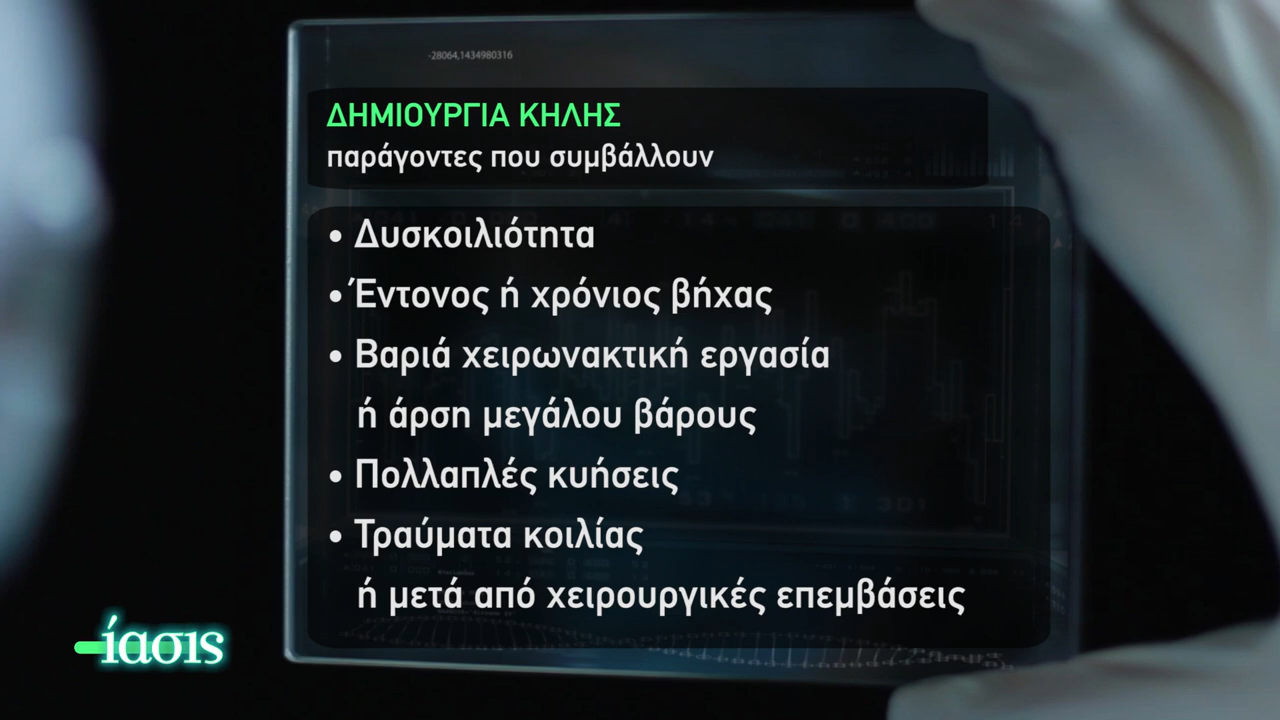 -28064,1434980316
ΔΗΜΙΟΥΡΓΙΑ ΚΗΛΗΣ
παράγοντες που συμβάλλουν
• Δυσκοιλιότητα
• Έντονος ή χρόνιος βήχας
• Βαριά χειρωνακτική εργασία
ή άρση μεγάλου βάρους
• Πολλαπλές κυήσεις
• Τραύματα κοιλίας
ή μετά από χειρουργικές επεμβάσεις
ίασις